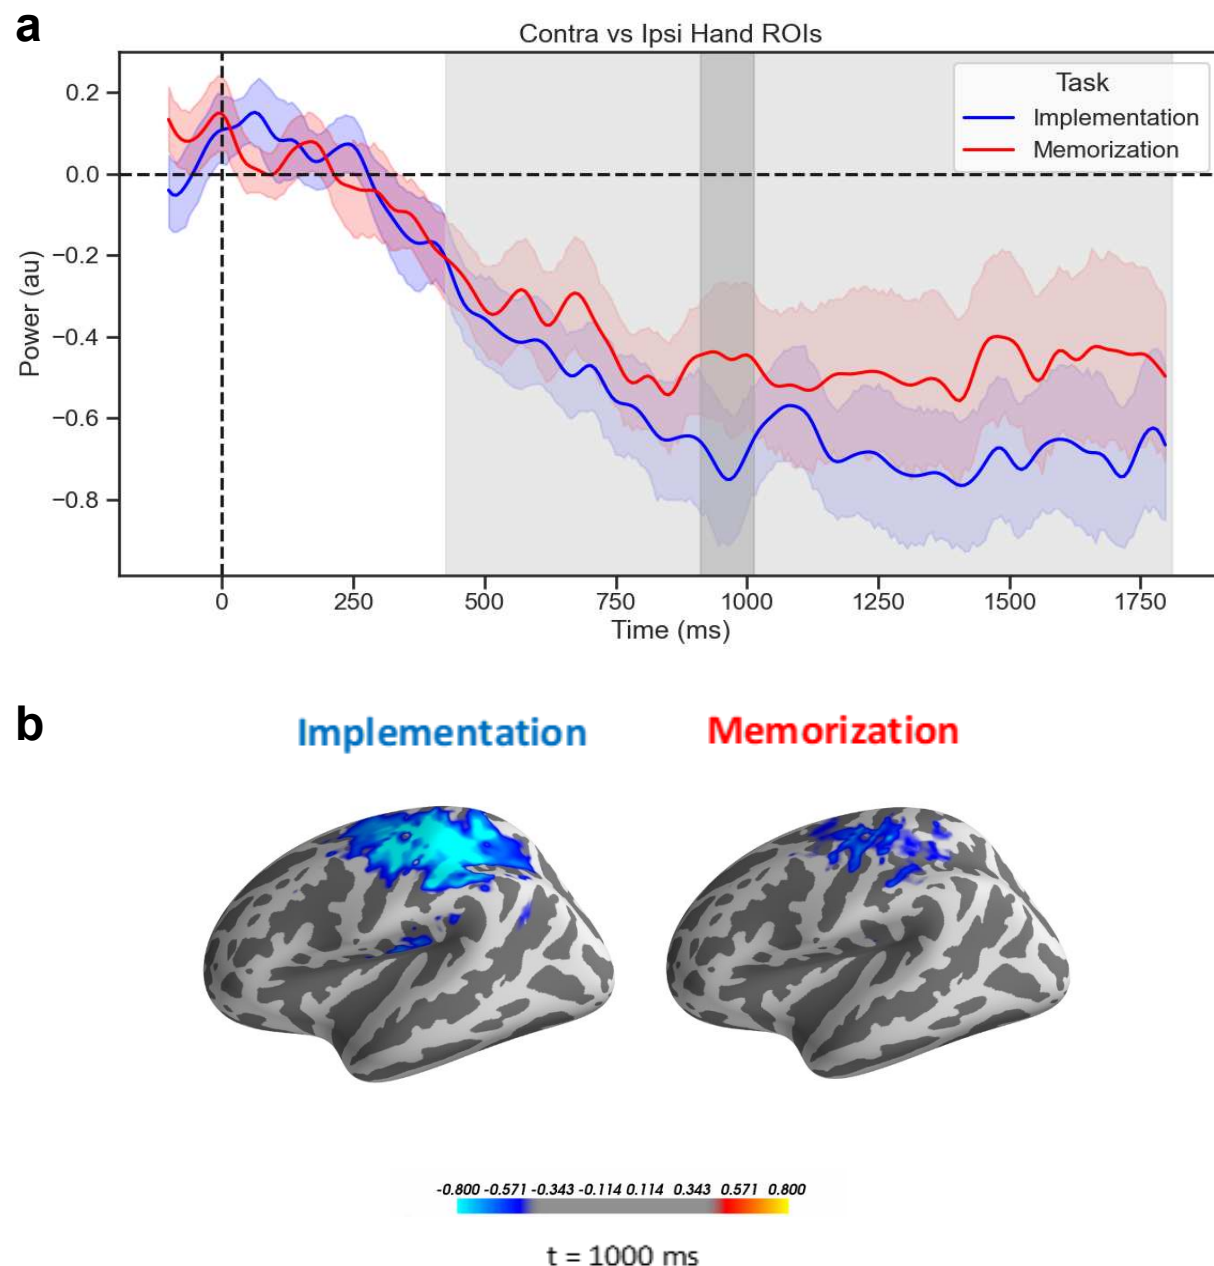 a
Contra vs Ipsi Hand ROIs
Task
Implementation
Memorization
Power (au)
0.2
0.0
−0.2
−0.4
−0.6
−0.8
0 250 500 750 1000 1250 1500 1750
Time (ms)
b
Implementation Memorization
-0.800 -0.571 -0.343 -0.114 0.114 0.343 0.571 0.800
t = 1000 ms